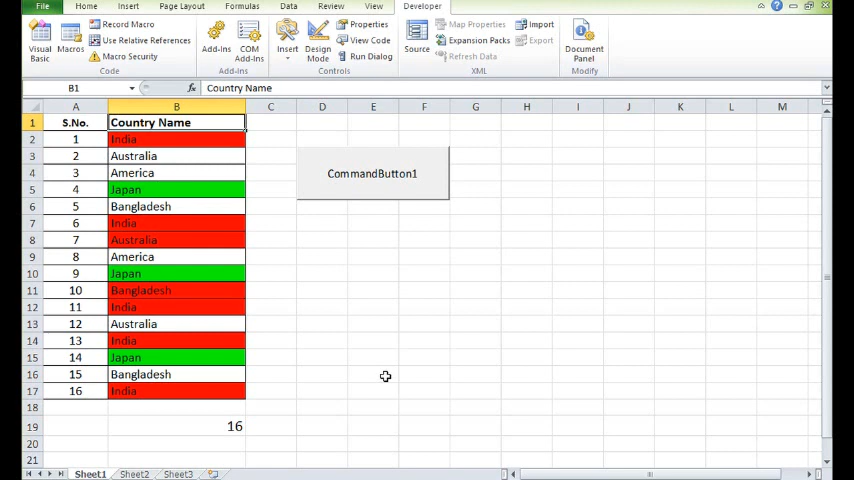 File Home Insert Page Layout Formulas Data Review View Developer
Record Macro Properties Map Properties Import
Use Relative References View Code Expansion Packs Export
Macro Security Run Dialog Refresh Data
Visual Basic Macros Add-Ins COM Add-Ins Insert Design Mode Source Document Panel
Code Add-Ins Controls XML Modify
B1 fx Country Name
A B C D E F G H I J K L M
1 S.No. Country Name
2 1 India
3 2 Australia
4 3 America
5 4 Japan
6 5 Bangladesh
7 6 India
8 7 Australia
9 8 America
10 9 Japan
11 10 Bangladesh
12 11 India
13 12 Australia
14 13 India
15 14 Japan
16 15 Bangladesh
17 16 India
18
19 16
20
21
CommandButton1
Sheet1 Sheet2 Sheet3